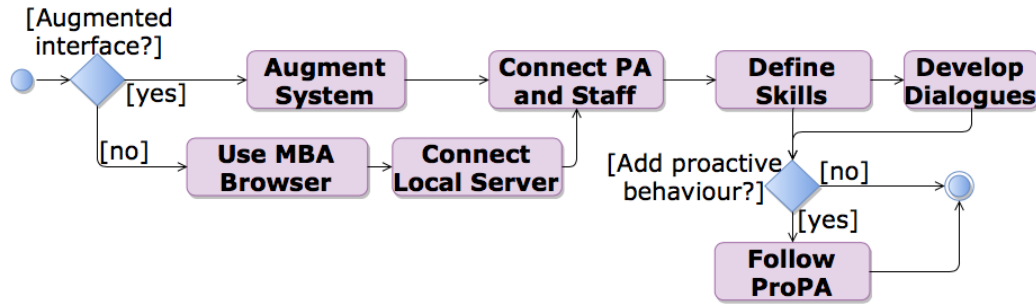 [Augmented
interface?]
[yes]
Augment
System
Connect PA
and Staff
Define
Skills
Develop
Dialogues
[no]
Use MBA
Browser
Connect
Local Server
[Add proactive
behaviour?]
[no]
[yes]
Follow
ProPA